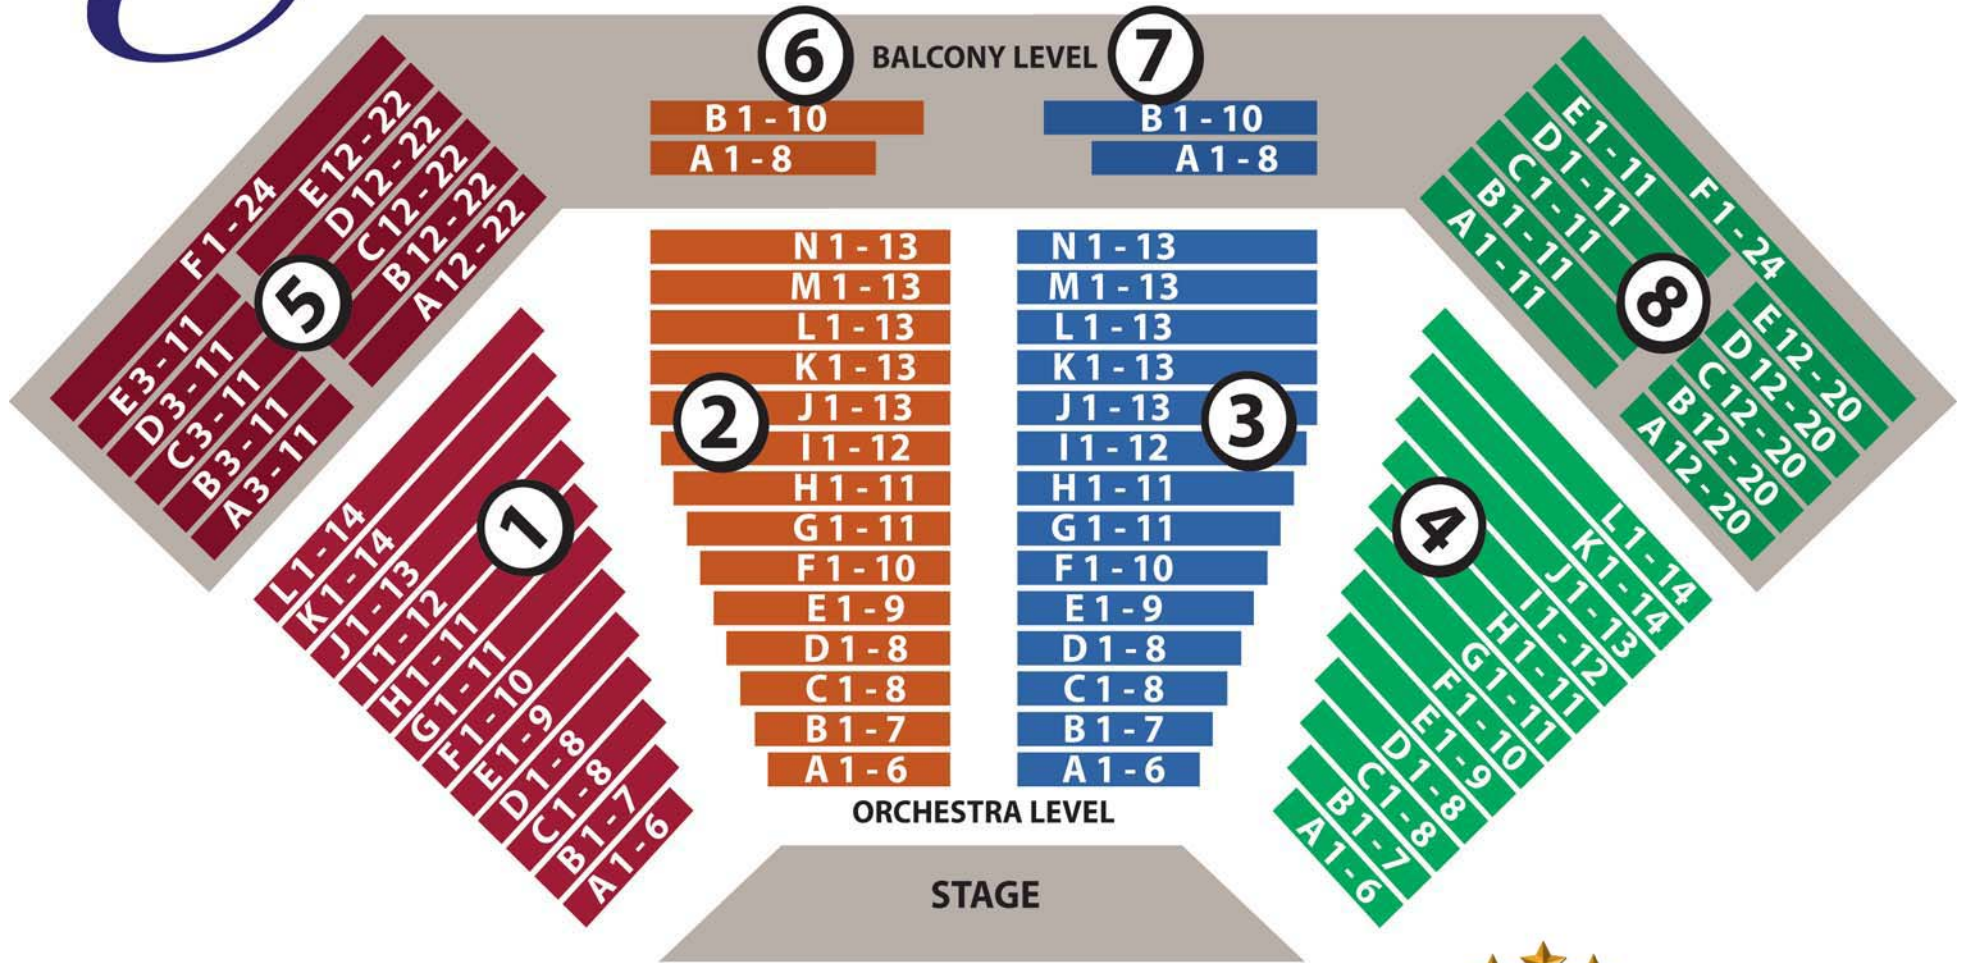 6 BALCONY LEVEL 7
B 1 - 10
A 1 - 8
B 1 - 10
A 1 - 8
5
F 1 - 24
E 12 - 22
D 12 - 22
C 12 - 22
B 12 - 22
A 12 - 22
E 3 - 11
D 3 - 11
C 3 - 11
B 3 - 11
A 3 - 11
8
F 1 - 24
E 1 - 11
D 1 - 11
C 1 - 11
B 1 - 11
A 1 - 11
E 12 - 20
D 12 - 20
C 12 - 20
B 12 - 20
A 12 - 20
1
L 1 - 14
K 1 - 14
J 1 - 13
I 1 - 12
H 1 - 11
G 1 - 11
F 1 - 10
E 1 - 9
D 1 - 8
C 1 - 8
B 1 - 7
A 1 - 6
2
N 1 - 13
M 1 - 13
L 1 - 13
K 1 - 13
J 1 - 13
I 1 - 12
H 1 - 11
G 1 - 11
F 1 - 10
E 1 - 9
D 1 - 8
C 1 - 8
B 1 - 7
A 1 - 6
3
N 1 - 13
M 1 - 13
L 1 - 13
K 1 - 13
J 1 - 13
I 1 - 12
H 1 - 11
G 1 - 11
F 1 - 10
E 1 - 9
D 1 - 8
C 1 - 8
B 1 - 7
A 1 - 6
4
L 1 - 14
K 1 - 14
J 1 - 13
I 1 - 12
H 1 - 11
G 1 - 11
F 1 - 10
E 1 - 9
D 1 - 8
C 1 - 8
B 1 - 7
A 1 - 6
ORCHESTRA LEVEL
STAGE